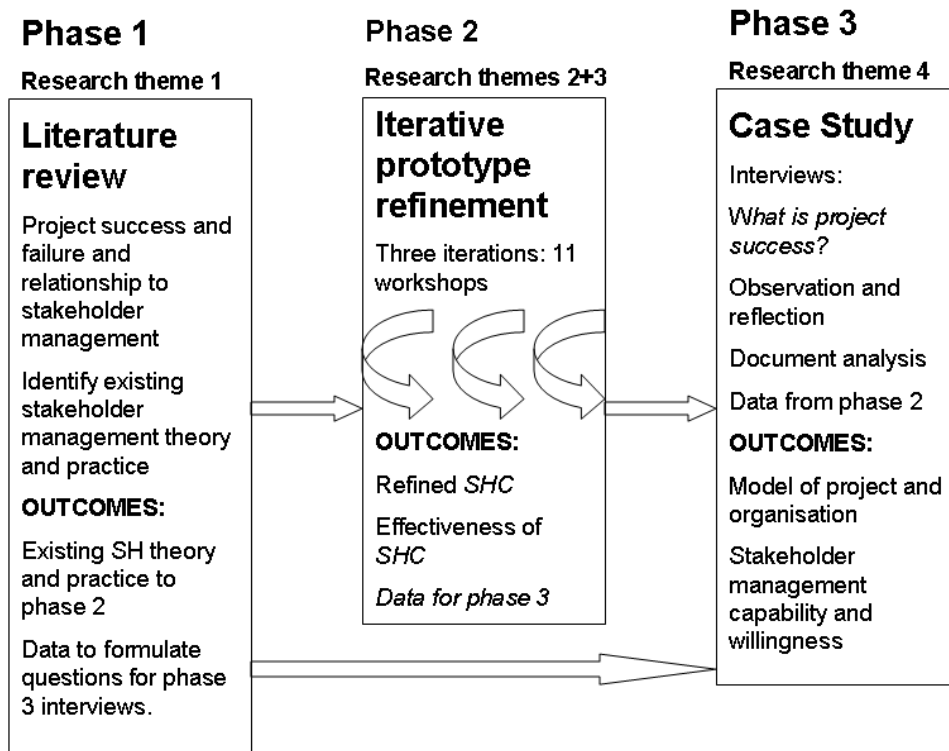 Phase 1
Research theme 1
Literature
review
Project success and
failure and
relationship to
stakeholder
management
Identify existing
stakeholder
management theory
and practice
OUTCOMES:
Existing SH theory
and practice to
phase 2
Data to formulate
questions for phase
3 interviews.
Phase 2
Research themes 2+3
Iterative
prototype
refinement
Three iterations: 11
workshops
OUTCOMES:
Refined SHC
Effectiveness of
SHC
Data for phase 3
Phase 3
Research theme 4
Case Study
Interviews:
What is project
success?
Observation and
reflection
Document analysis
Data from phase 2
OUTCOMES:
Model of project and
organisation
Stakeholder
management
capability and
willingness